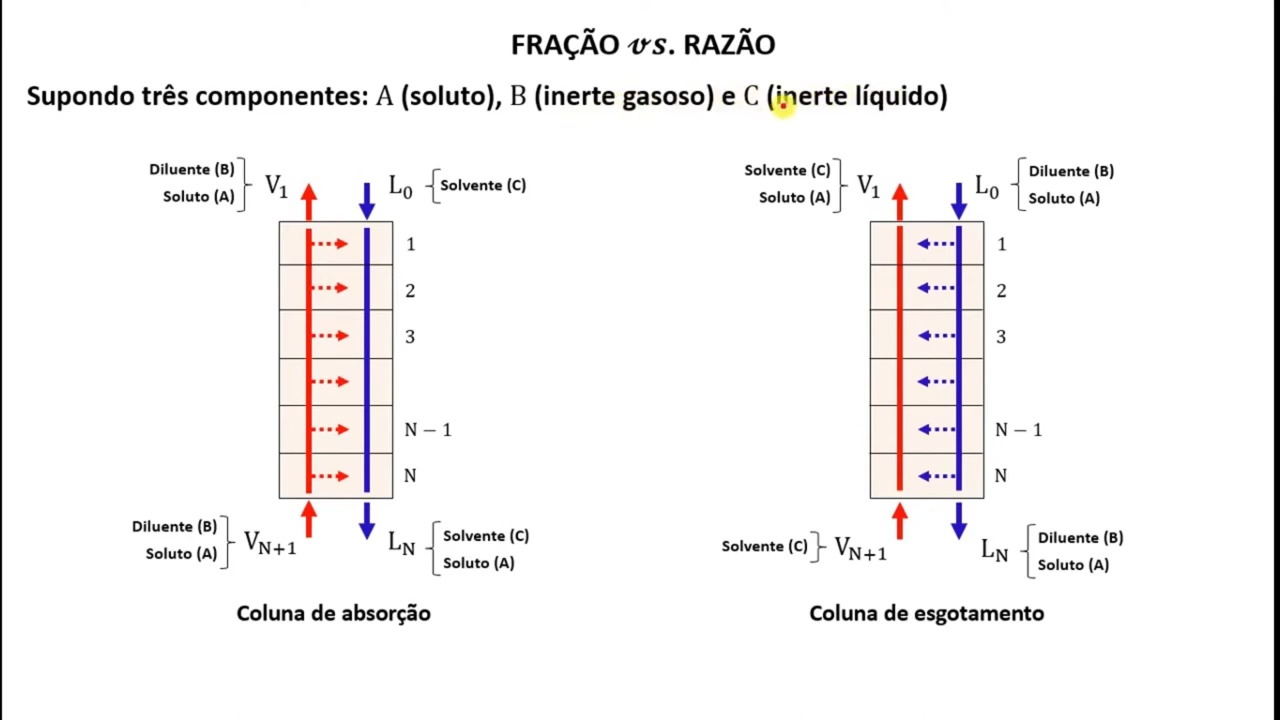 FRAÇÃO vs. RAZÃO
Supondo três componentes: A (soluto), B (inerte gasoso) e C (inerte líquido)
Diluente (B)
Soluto (A)
V1
L0
Solvente (C)
1
2
3
N − 1
N
Diluente (B)
Soluto (A)
VN+1
LN
Solvente (C)
Soluto (A)
Coluna de absorção
Solvente (C)
Soluto (A)
V1
L0
Diluente (B)
Soluto (A)
1
2
3
N − 1
N
Solvente (C)
VN+1
LN
Diluente (B)
Soluto (A)
Coluna de esgotamento